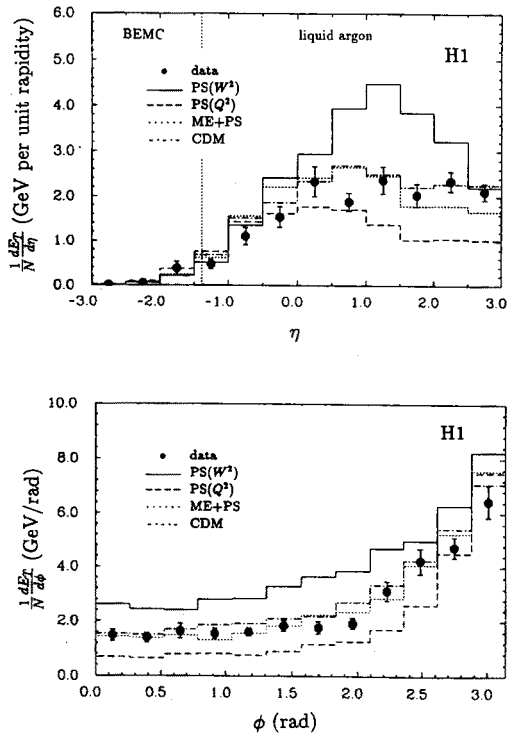 6.0
5.0
4.0
3.0
2.0
1.0
0.0
BEMC
liquid argon
H1
data
PS(W²)
PS(Q²)
ME+PS
CDM
1/N dE_T/dη (GeV per unit rapidity)
-3.0 -2.0 -1.0 0.0 1.0 2.0 3.0
η
10.0
8.0
6.0
4.0
2.0
0.0
H1
data
PS(W²)
PS(Q²)
ME+PS
CDM
1/N dE_T/dϕ (GeV/rad)
0.0 0.5 1.0 1.5 2.0 2.5 3.0
ϕ (rad)